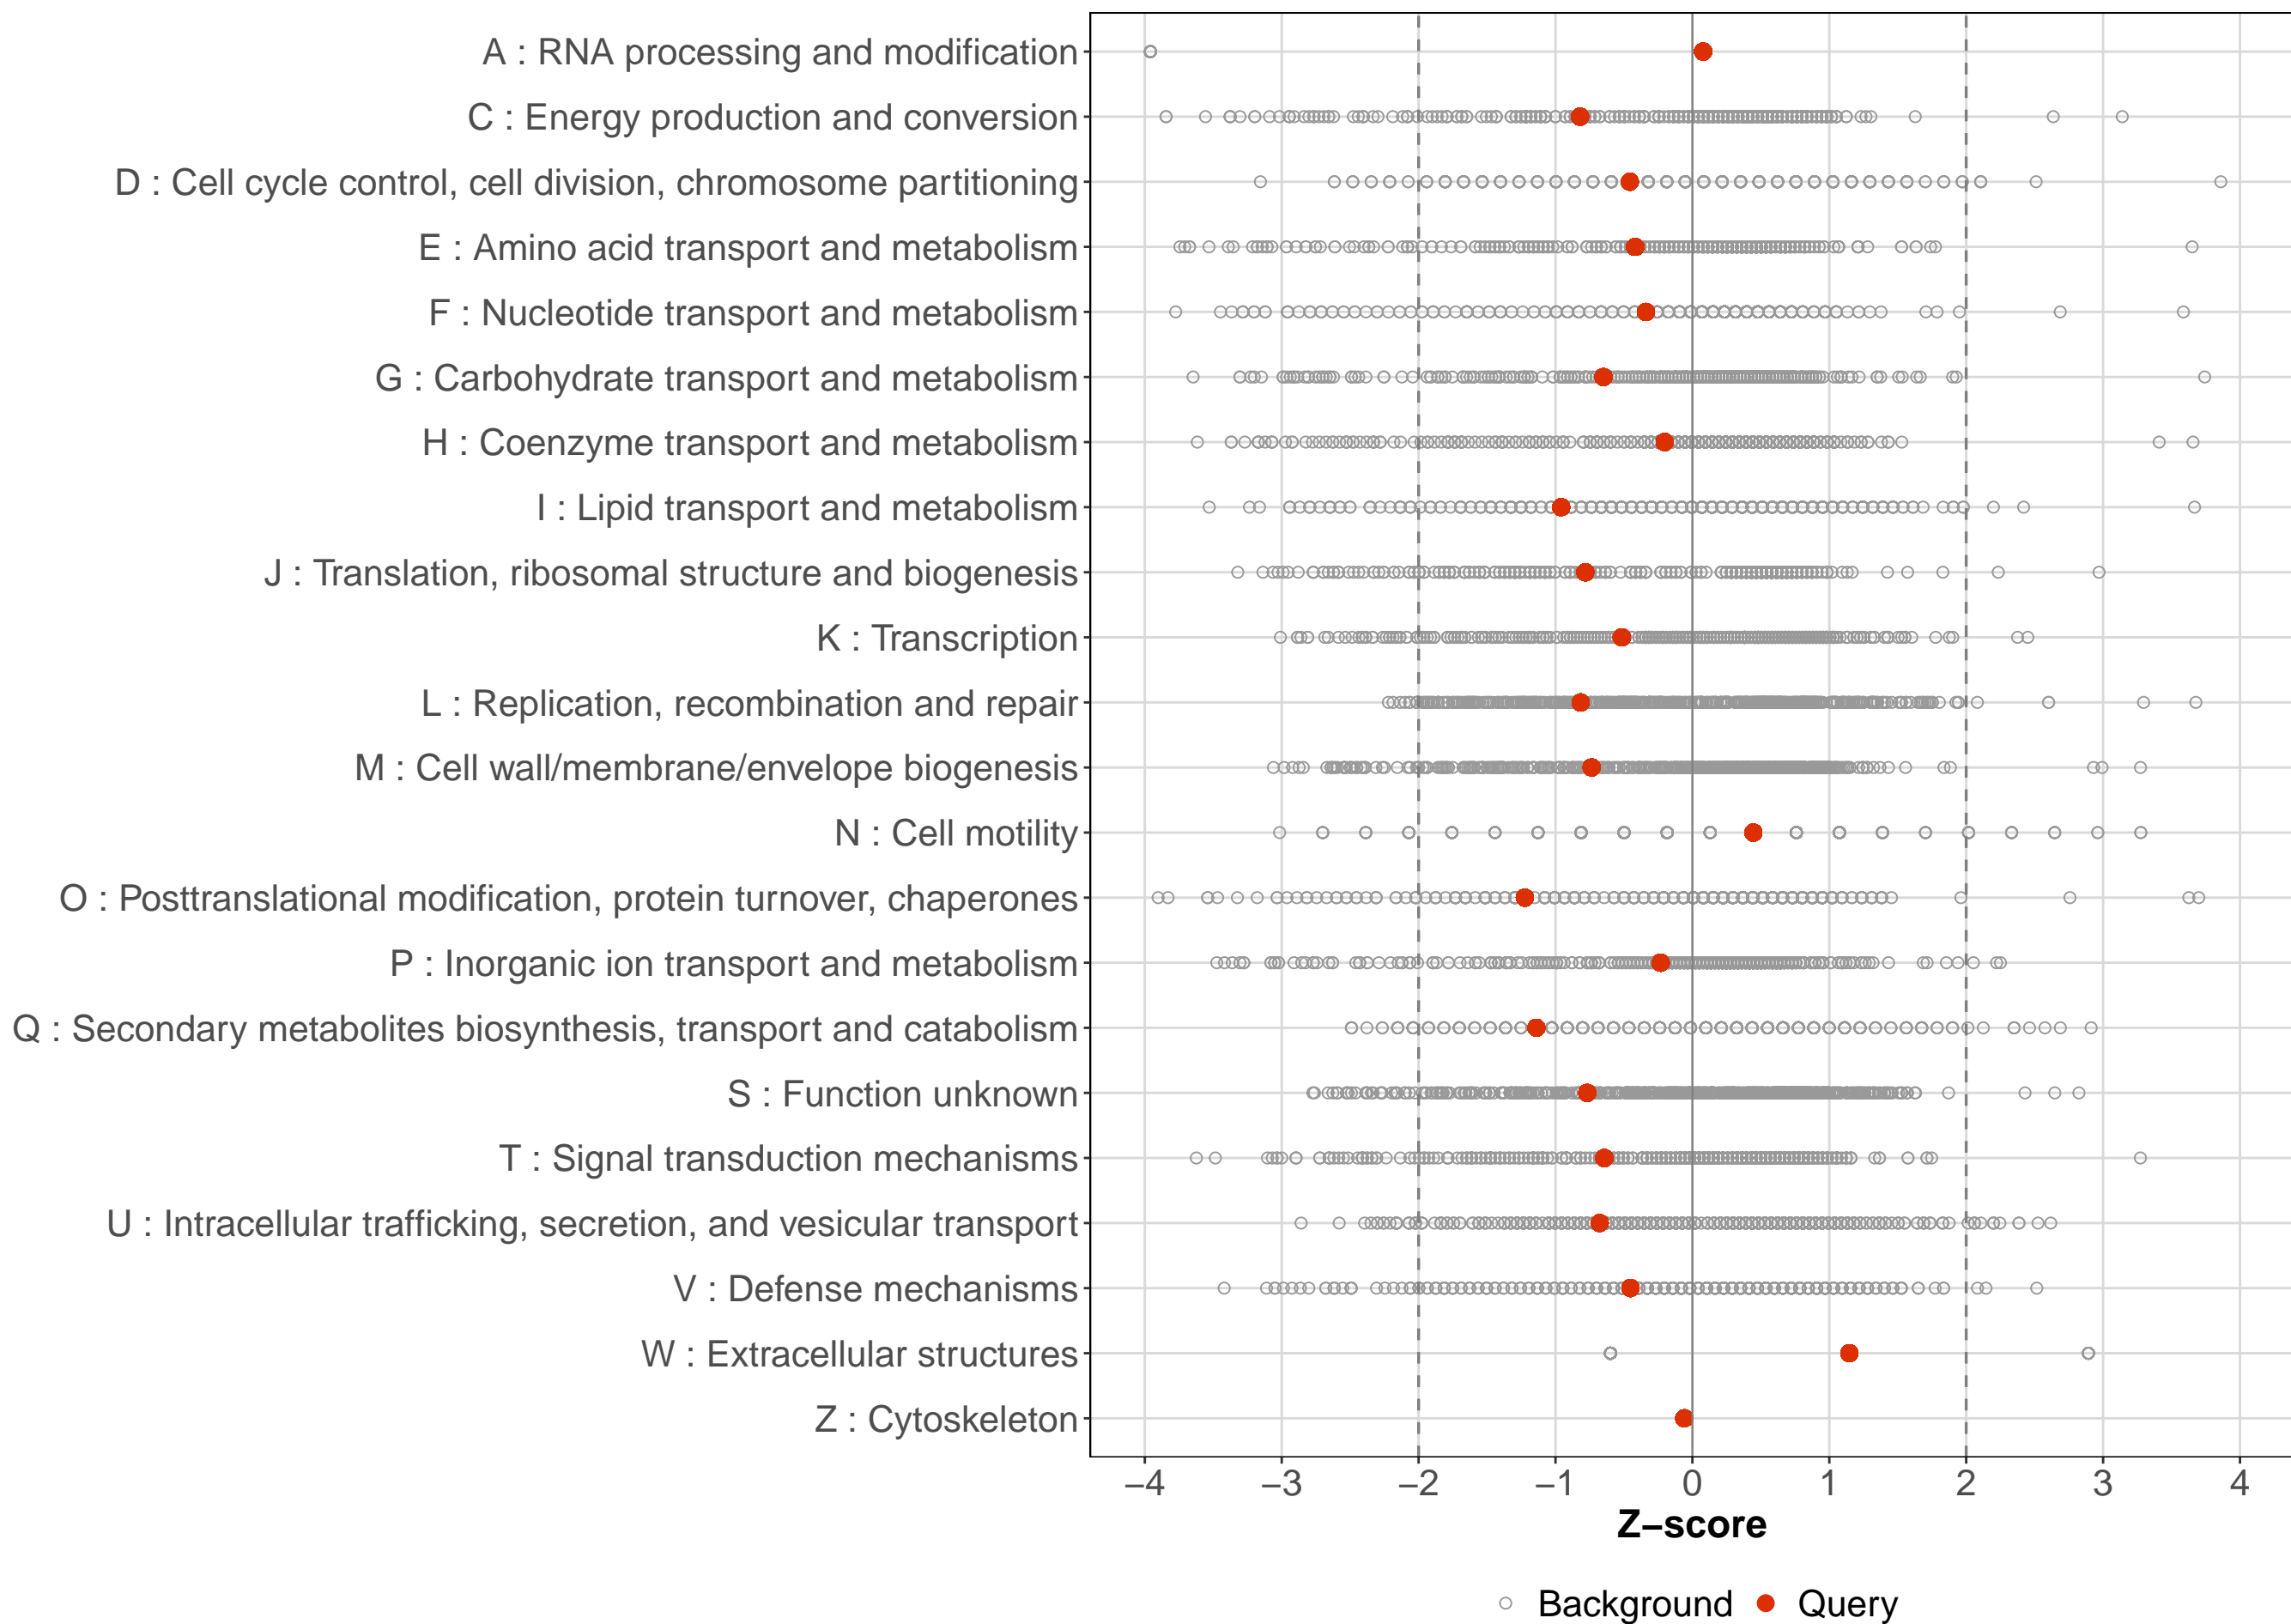 A : RNA processing and modification
C : Energy production and conversion
D : Cell cycle control, cell division, chromosome partitioning
E : Amino acid transport and metabolism
F : Nucleotide transport and metabolism
G : Carbohydrate transport and metabolism
H : Coenzyme transport and metabolism
I : Lipid transport and metabolism
J : Translation, ribosomal structure and biogenesis
K : Transcription
L : Replication, recombination and repair
M : Cell wall/membrane/envelope biogenesis
N : Cell motility
O : Posttranslational modification, protein turnover, chaperones
P : Inorganic ion transport and metabolism
Q : Secondary metabolites biosynthesis, transport and catabolism
S : Function unknown
T : Signal transduction mechanisms
U : Intracellular trafficking, secretion, and vesicular transport
V : Defense mechanisms
W : Extracellular structures
Z : Cytoskeleton
−4 −3 −2 −1 0 1 2 3 4
Z−score
Background Query